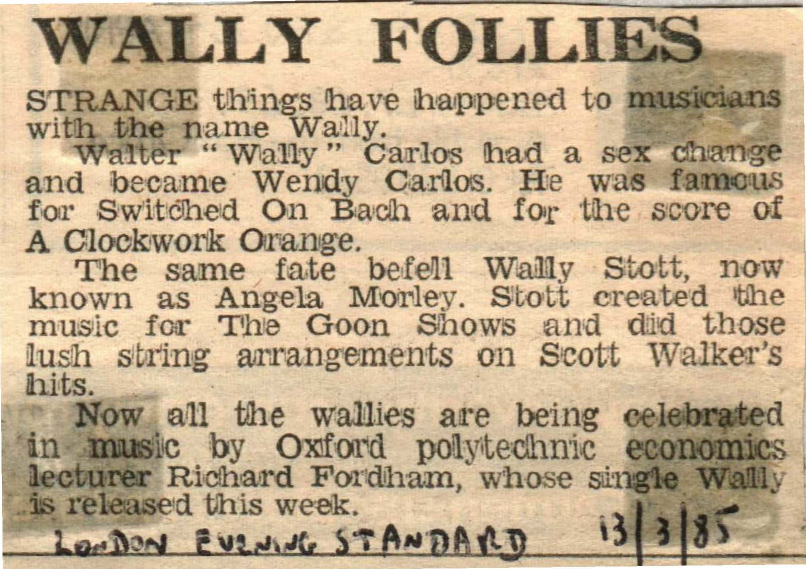 WALLY FOLLIES
STRANGE things have happened to musicians
with the name Wally.
Walter "Wally" Carlos had a sex change
and became Wendy Carlos. He was famous
for Switched On Bach and for the score of
A Clockwork Orange.
The same fate befell Wally Stott, now
known as Angela Morley. Stott created the
music for The Goon Shows and did those
lush string arrangements on Scott Walker's
hits.
Now all the wallies are being celebrated
in music by Oxford polytechnic economics
lecturer Richard Fordham, whose single Wally
is released this week.
LONDON EVENING STANDARD 13/3/85